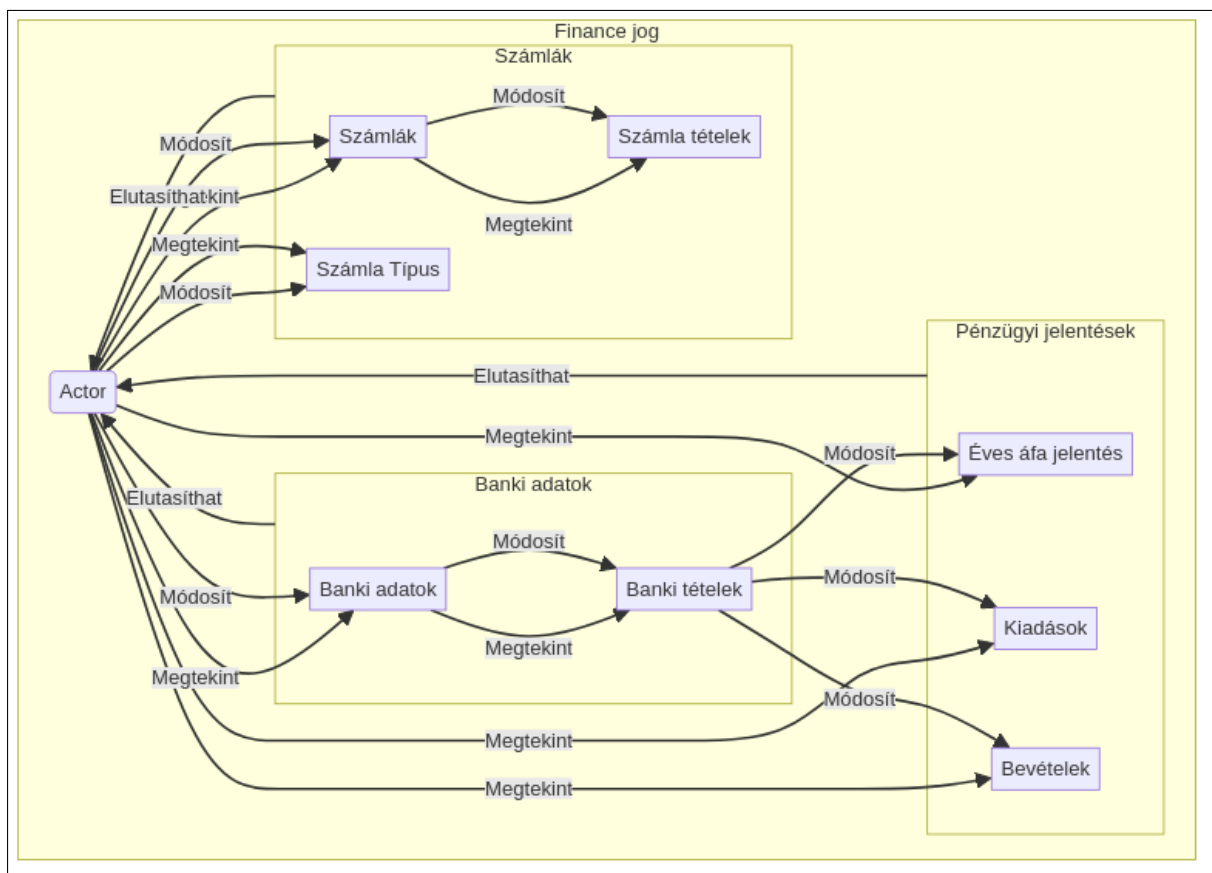 Finance jog
Számlák
Módosít
Módosít
Számlák
Számla tételek
Elutasíthat
kint
Megtekint
Megtekint
Számla Típus
Módosít
Pénzügyi jelentések
Elutasíthat
Actor
Megtekint
Módosít
Éves áfa jelentés
Banki adatok
Elutasíthat
Módosít
Banki adatok
Banki tételek
Módosít
Módosít
Kiadások
Megtekint
Megtekint
Módosít
Megtekint
Bevételek
Megtekint